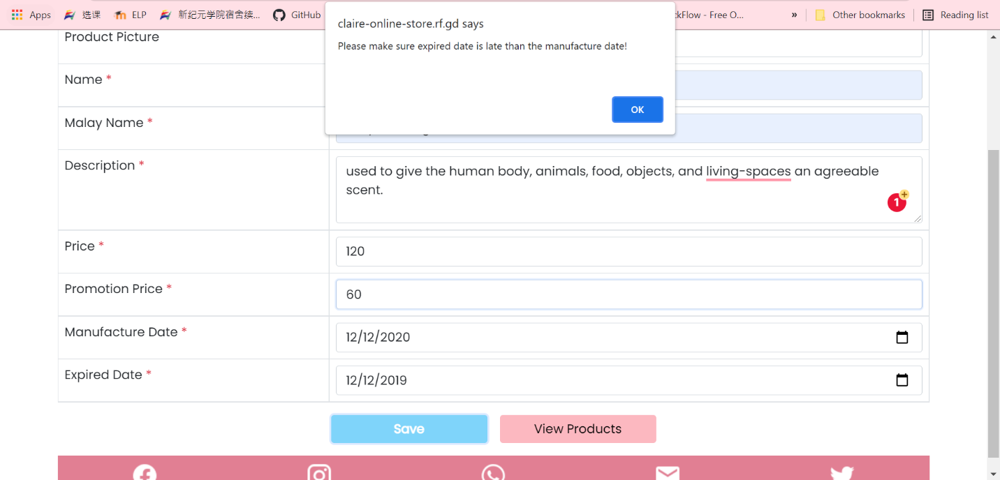 Apps 选课 ELP 新纪元学院宿舍续... GitHub ckFlow - Free O... » Other bookmarks Reading list
claire-online-store.rf.gd says
Please make sure expired date is late than the manufacture date!
OK
Product Picture
Name *
Malay Name *
Description *
used to give the human body, animals, food, objects, and living-spaces an agreeable
scent.
1
Price *
120
Promotion Price *
60
Manufacture Date *
12/12/2020
Expired Date *
12/12/2019
Save View Products